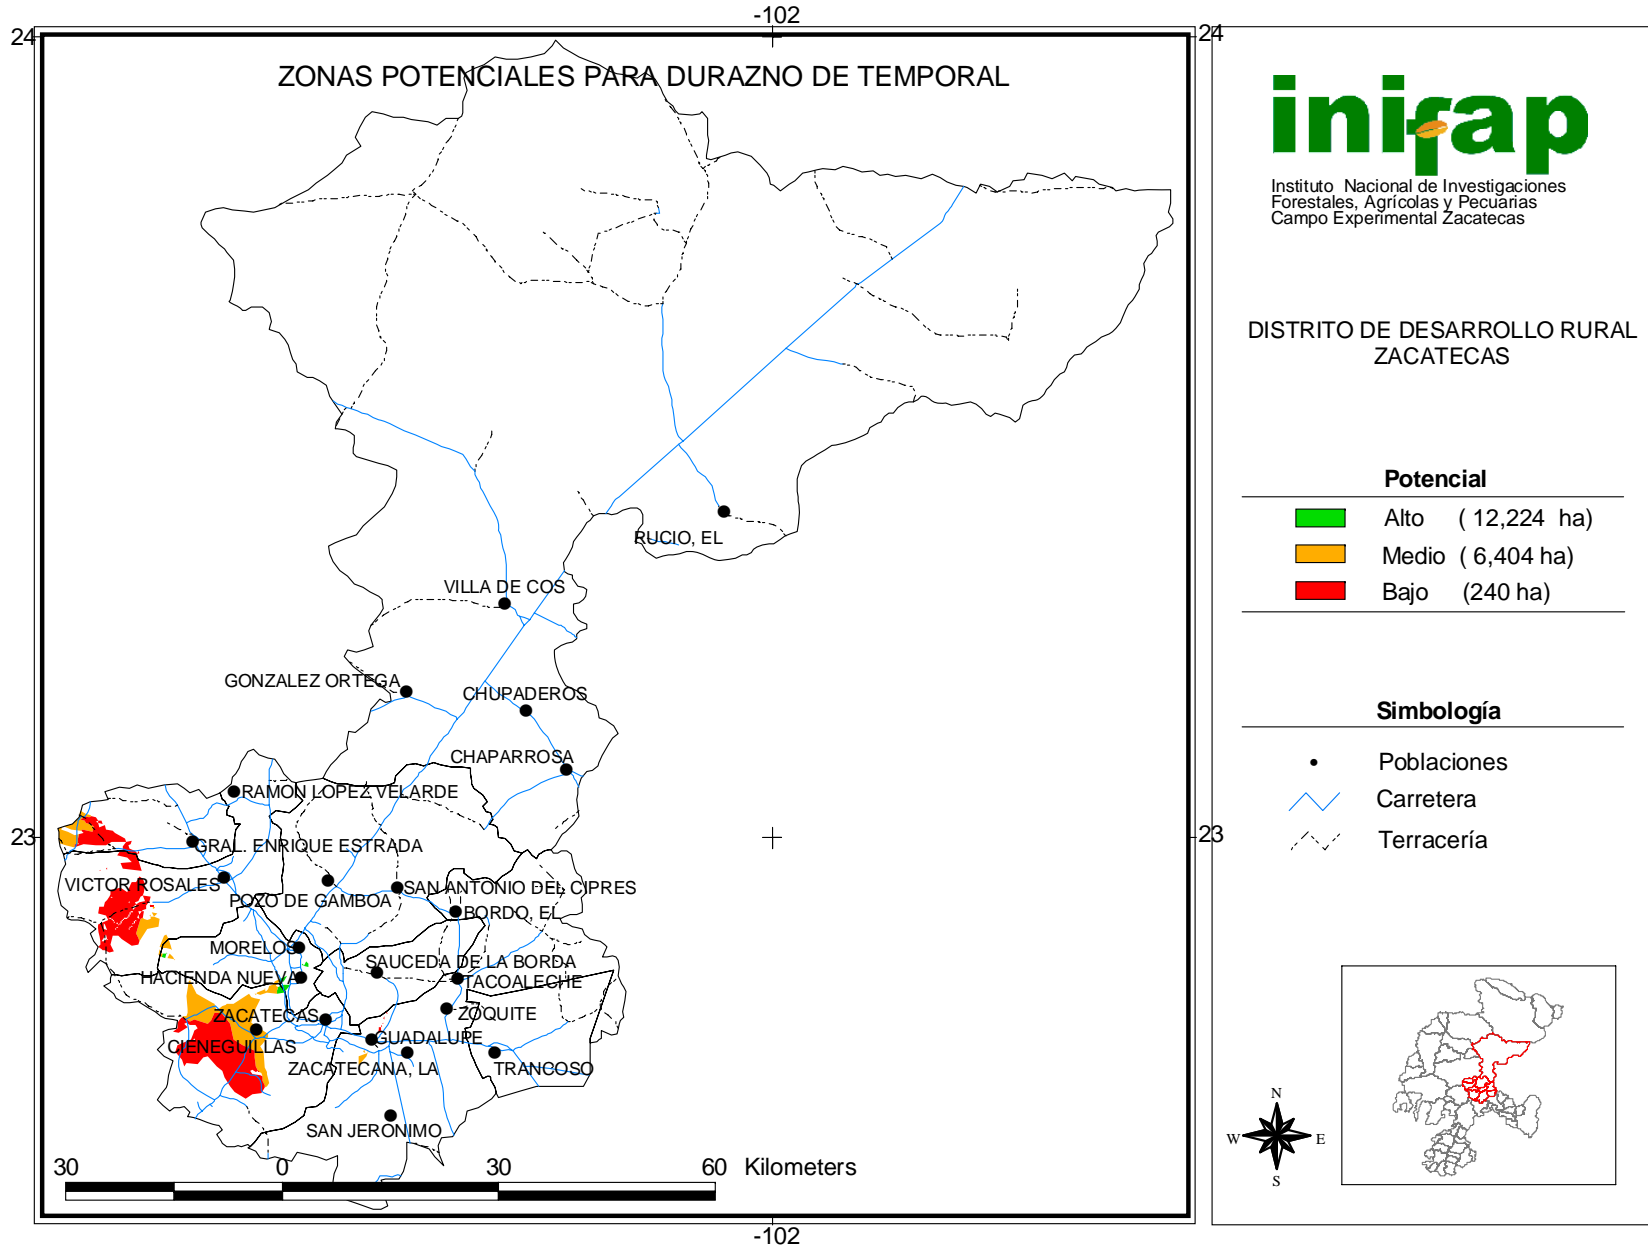 -102
24
24
ZONAS POTENCIALES PARA DURAZNO DE TEMPORAL
inifap
Instituto Nacional de Investigaciones
Forestales, Agrícolas y Pecuarias
Campo Experimental Zacatecas
DISTRITO DE DESARROLLO RURAL
ZACATECAS
Potencial
Alto ( 12,224 ha)
Medio ( 6,404 ha)
Bajo (240 ha)
Simbología
Poblaciones
Carretera
Terracería
RUCIO, EL
VILLA DE COS
GONZALEZ ORTEGA
CHUPADEROS
CHAPARROSA
RAMON LOPEZ VELARDE
23
23
GRAL. ENRIQUE ESTRADA
VICTOR ROSALES
SAN ANTONIO DEL CIPRES
POZO DE GAMBOA
BORDO, EL
MORELOS
SAUCEDA DE LA BORDA
HACIENDA NUEVA
TACOALECHE
ZACATECAS
ZOQUITE
CIENEGUILLAS
GUADALUPE
ZACATECANA, LA
TRANCOSO
SAN JERONIMO
30 0 30 60 Kilometers
N
W E
S
-102